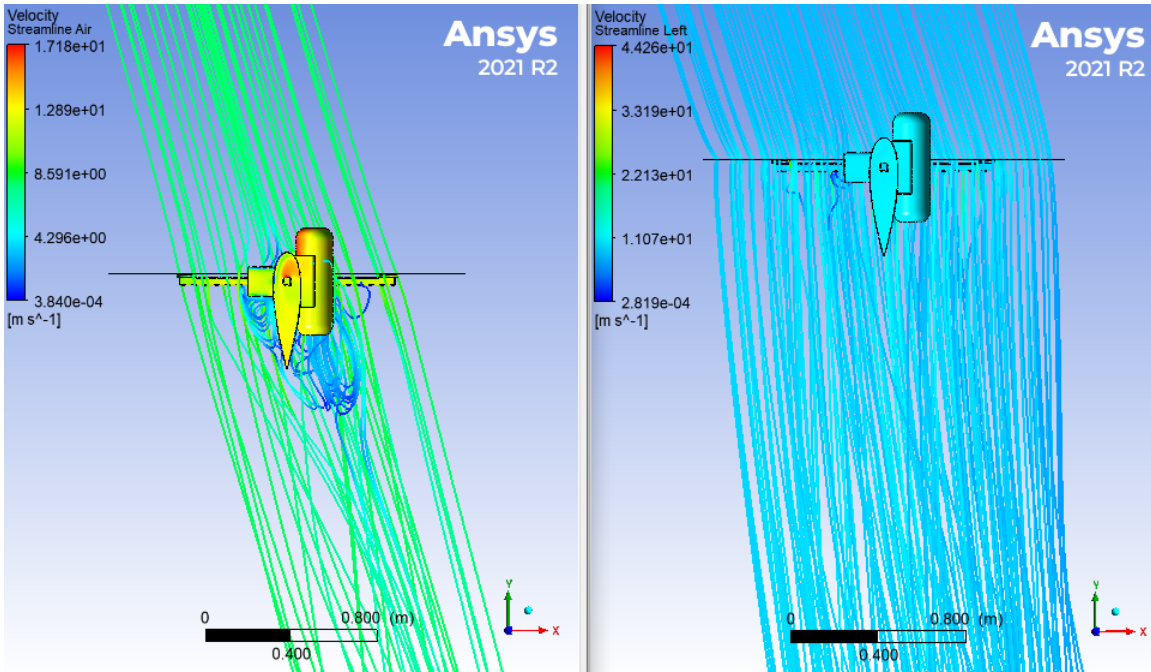 Velocity
Streamline Air
1.718e+01
1.289e+01
8.591e+00
4.296e+00
3.840e-04
[m s^-1]
Ansys
2021 R2
0
0.800
(m)
0.400
Y
X
Velocity
Streamline Left
4.426e+01
3.319e+01
2.213e+01
1.107e+01
2.819e-04
[m s^-1]
Ansys
2021 R2
0
0.800
(m)
0.400
Y
X